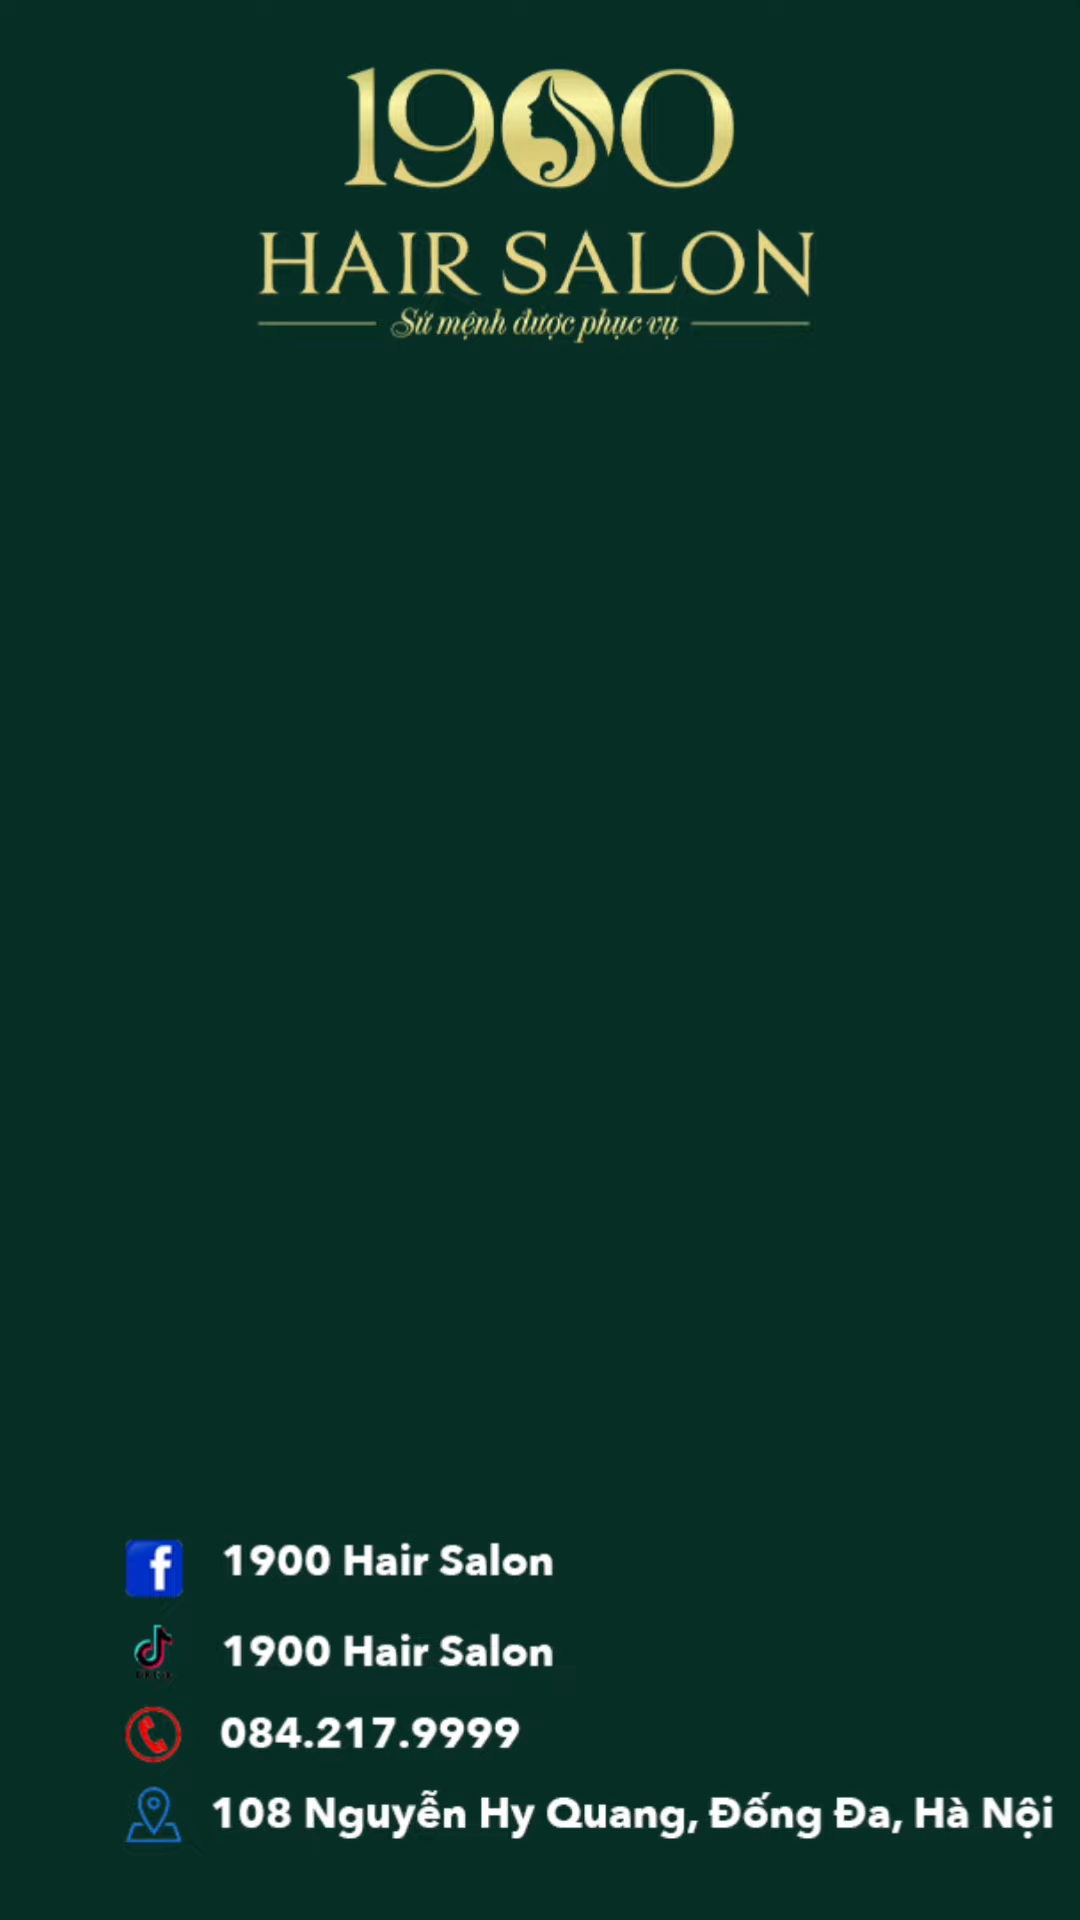 1900
HAIR SALON
Sứ mệnh được phục vụ
1900 Hair Salon
1900 Hair Salon
084.217.9999
108 Nguyễn Hy Quang, Đống Đa, Hà Nội